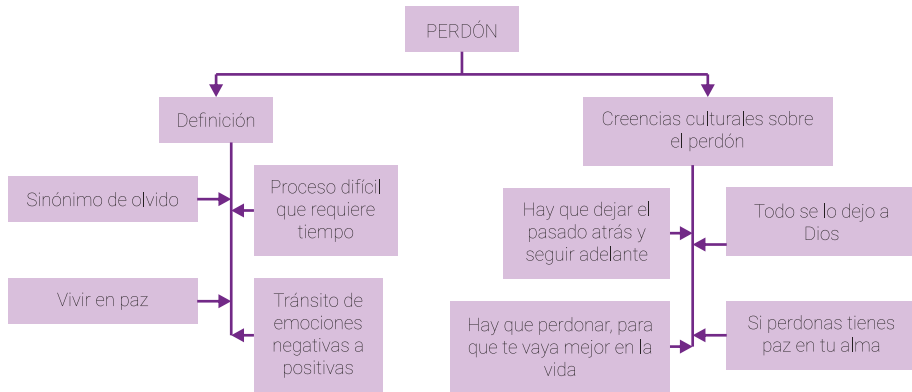 PERDÓN
Definición
Sinónimo de olvido
Proceso difícil
que requiere
tiempo
Vivir en paz
Tránsito de
emociones
negativas a
positivas
Creencias culturales sobre
el perdón
Hay que dejar el
pasado atrás y
seguir adelante
Todo se lo dejo a
Dios
Hay que perdonar, para
que te vaya mejor en la
vida
Si perdonas tienes
paz en tu alma